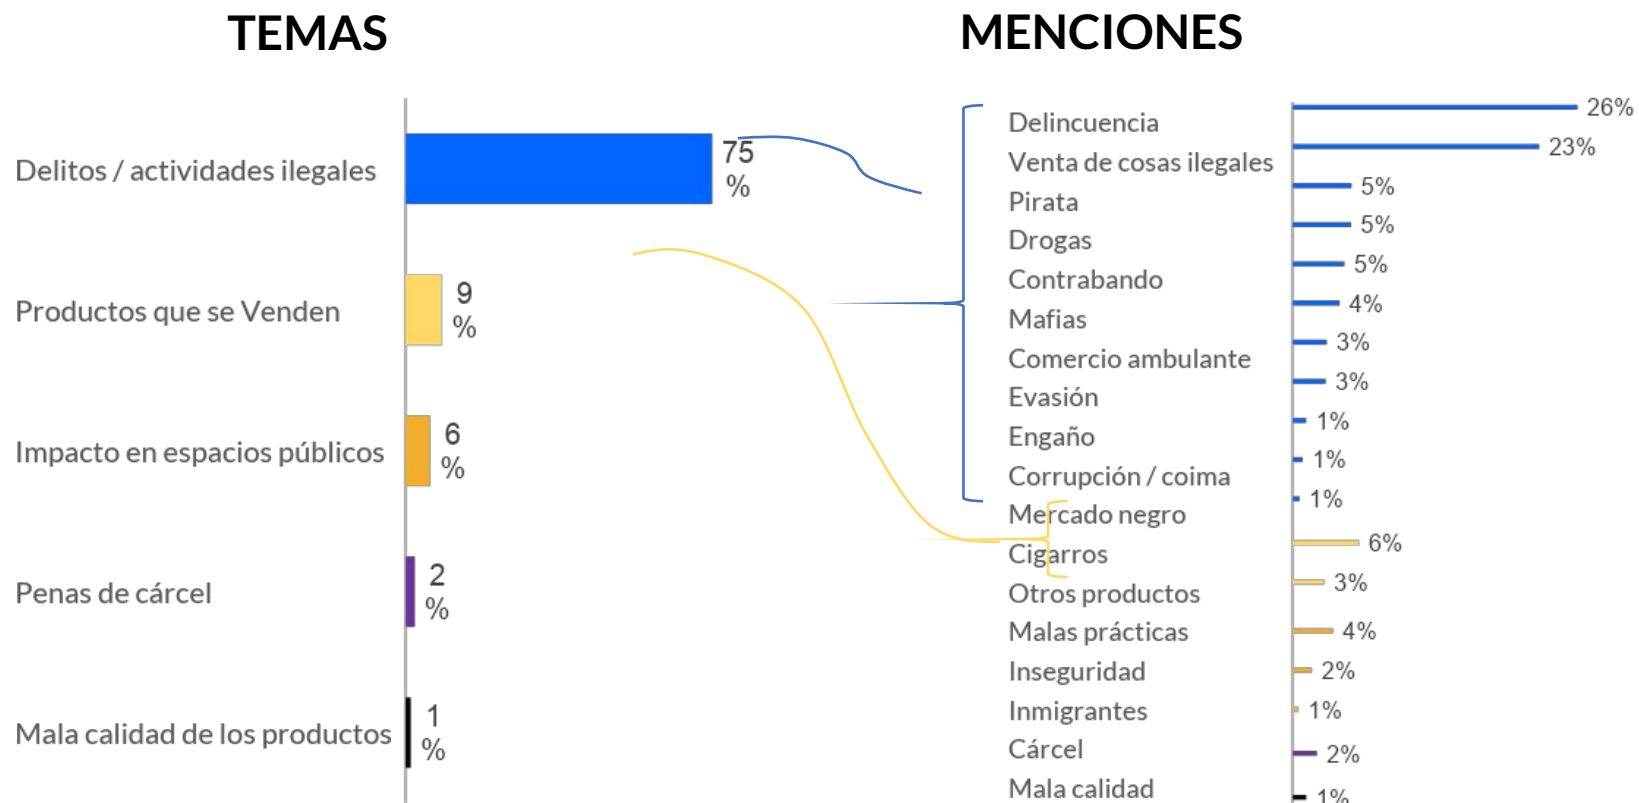 TEMAS
Delitos / actividades ilegales
75
%
Productos que se Venden
9
%
Impacto en espacios públicos
6
%
Penas de cárcel
2
%
Mala calidad de los productos
1
%
MENCIONES
Delincuencia
26%
Venta de cosas ilegales
23%
Pirata
5%
Drogas
5%
Contrabando
5%
Mafias
4%
Comercio ambulante
3%
Evasión
3%
Engaño
1%
Corrupción / coima
1%
Mercado negro
1%
Cigarros
6%
Otros productos
3%
Malas prácticas
4%
Inseguridad
2%
Inmigrantes
1%
Cárcel
2%
Mala calidad
1%